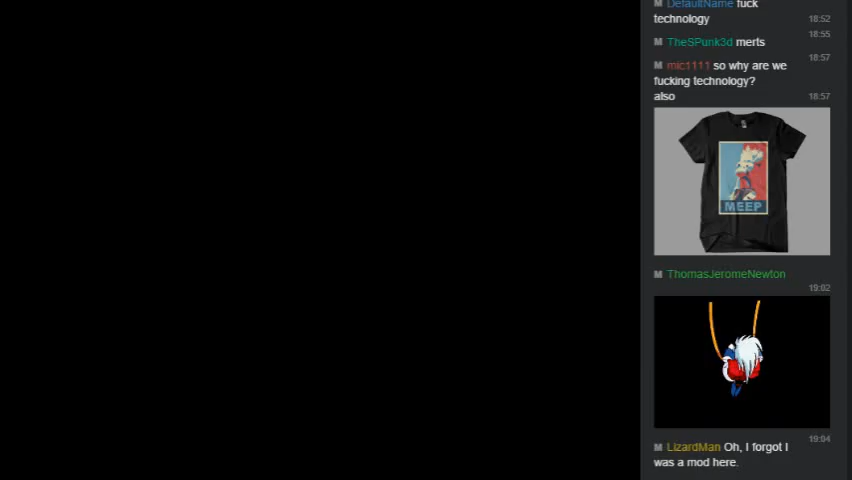 M DefaultName fuck
technology 18:52
18:55
M TheSPunk3d merts
18:57
M mic1111 so why are we
fucking technology?
also 18:57
MEEP
M ThomasJeromeNewton
19:02
19:04
M LizardMan Oh, I forgot I
was a mod here.